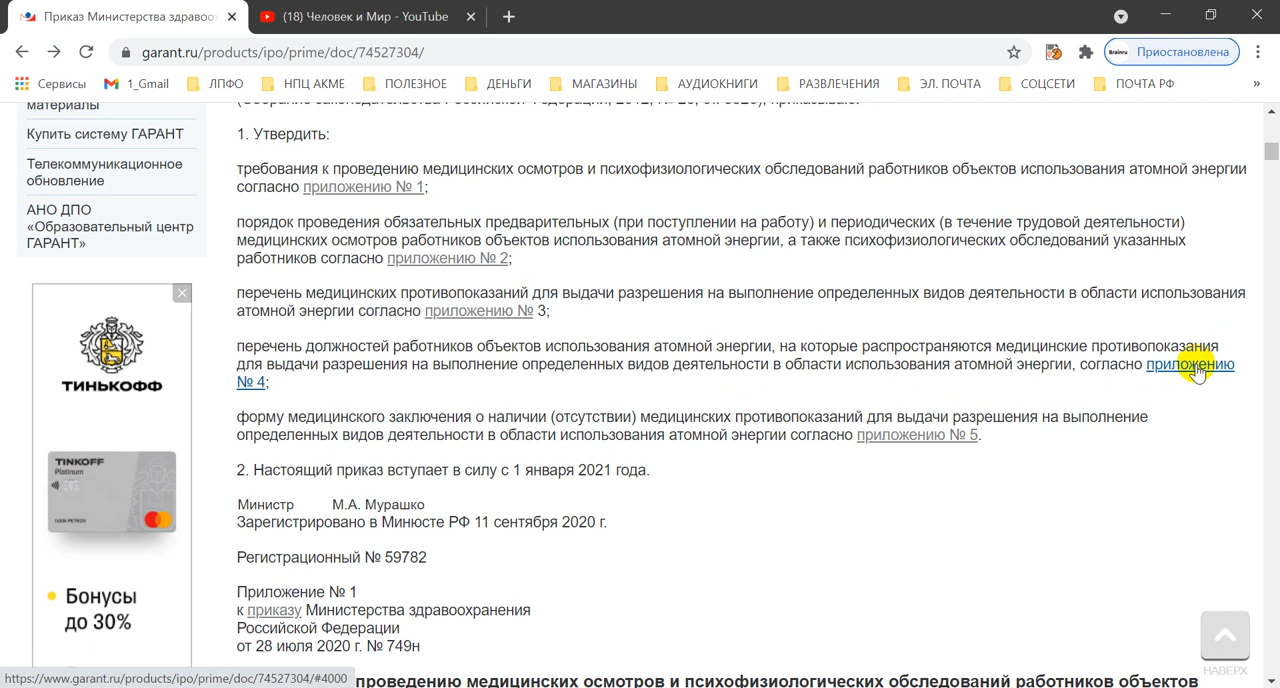 Приказ Министерства здравоо
(18) Человек и Мир - YouTube
garant.ru/products/ipo/prime/doc/74527304/
Brainru
Приостановлена
Сервисы
1_Gmail
ЛПФО
НПЦ АКМЕ
ПОЛЕЗНОЕ
ДЕНЬГИ
МАГАЗИНЫ
АУДИОКНИГИ
РАЗВЛЕЧЕНИЯ
ЭЛ. ПОЧТА
СОЦСЕТИ
ПОЧТА РФ
»
материалы
Купить систему ГАРАНТ
Телекоммуникационное
обновление
АНО ДПО
«Образовательный центр
ГАРАНТ»
ТИНЬКОФФ
TINKOFF
Platinum
IVAN PETROV
Бонусы
до 30%
1. Утвердить:
требования к проведению медицинских осмотров и психофизиологических обследований работников объектов использования атомной энергии
согласно приложению № 1;
порядок проведения обязательных предварительных (при поступлении на работу) и периодических (в течение трудовой деятельности)
медицинских осмотров работников объектов использования атомной энергии, а также психофизиологических обследований указанных
работников согласно приложению № 2;
перечень медицинских противопоказаний для выдачи разрешения на выполнение определенных видов деятельности в области использования
атомной энергии согласно приложению № 3;
перечень должностей работников объектов использования атомной энергии, на которые распространяются медицинские противопоказания
для выдачи разрешения на выполнение определенных видов деятельности в области использования атомной энергии, согласно приложению
№ 4;
форму медицинского заключения о наличии (отсутствии) медицинских противопоказаний для выдачи разрешения на выполнение
определенных видов деятельности в области использования атомной энергии согласно приложению № 5.
2. Настоящий приказ вступает в силу с 1 января 2021 года.
Министр М.А. Мурашко
Зарегистрировано в Минюсте РФ 11 сентября 2020 г.
Регистрационный № 59782
Приложение № 1
к приказу Министерства здравоохранения
Российской Федерации
от 28 июля 2020 г. № 749н
проведению медицинских осмотров и психофизиологических обследований работников объектов
НАВЕРХ
https://www.garant.ru/products/ipo/prime/doc/74527304/#4000